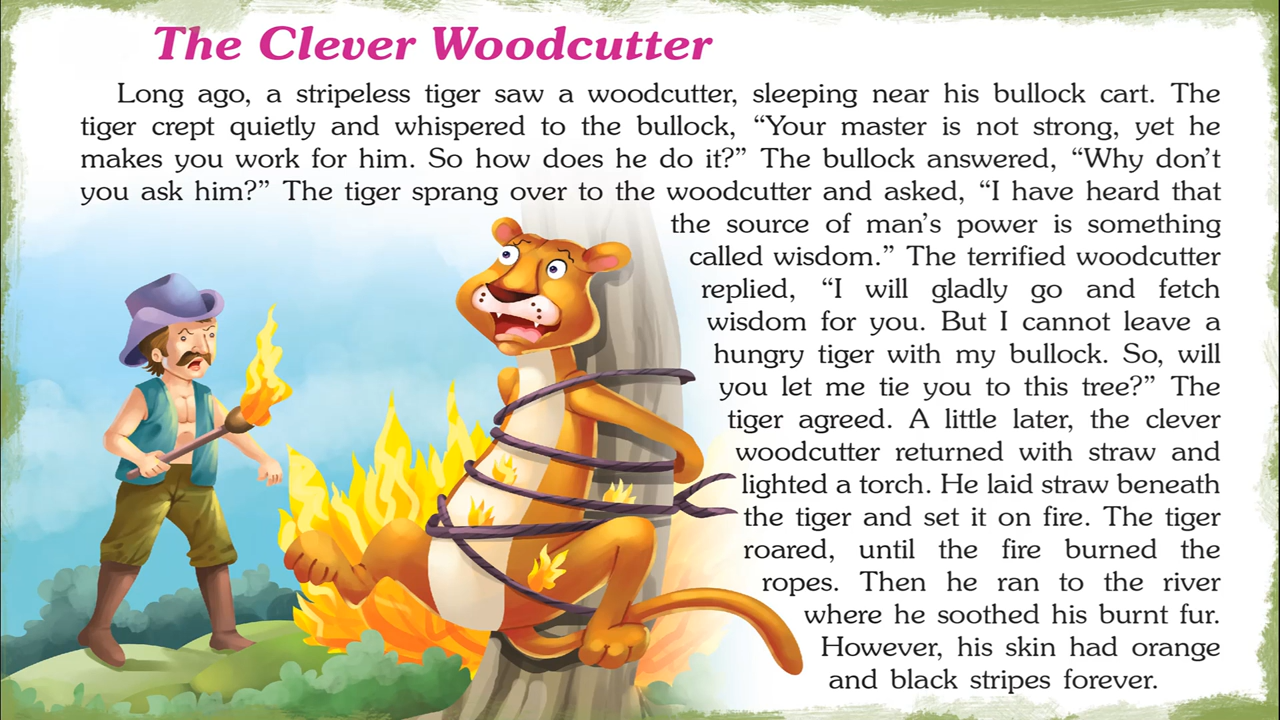 The Clever Woodcutter
Long ago, a stripeless tiger saw a woodcutter, sleeping near his bullock cart. The
tiger crept quietly and whispered to the bullock, “Your master is not strong, yet he
makes you work for him. So how does he do it?” The bullock answered, “Why don’t
you ask him?” The tiger sprang over to the woodcutter and asked, “I have heard that
the source of man’s power is something
called wisdom.” The terrified woodcutter
replied, “I will gladly go and fetch
wisdom for you. But I cannot leave a
hungry tiger with my bullock. So, will
you let me tie you to this tree?” The
tiger agreed. A little later, the clever
woodcutter returned with straw and
lighted a torch. He laid straw beneath
the tiger and set it on fire. The tiger
roared, until the fire burned the
ropes. Then he ran to the river
where he soothed his burnt fur.
However, his skin had orange
and black stripes forever.